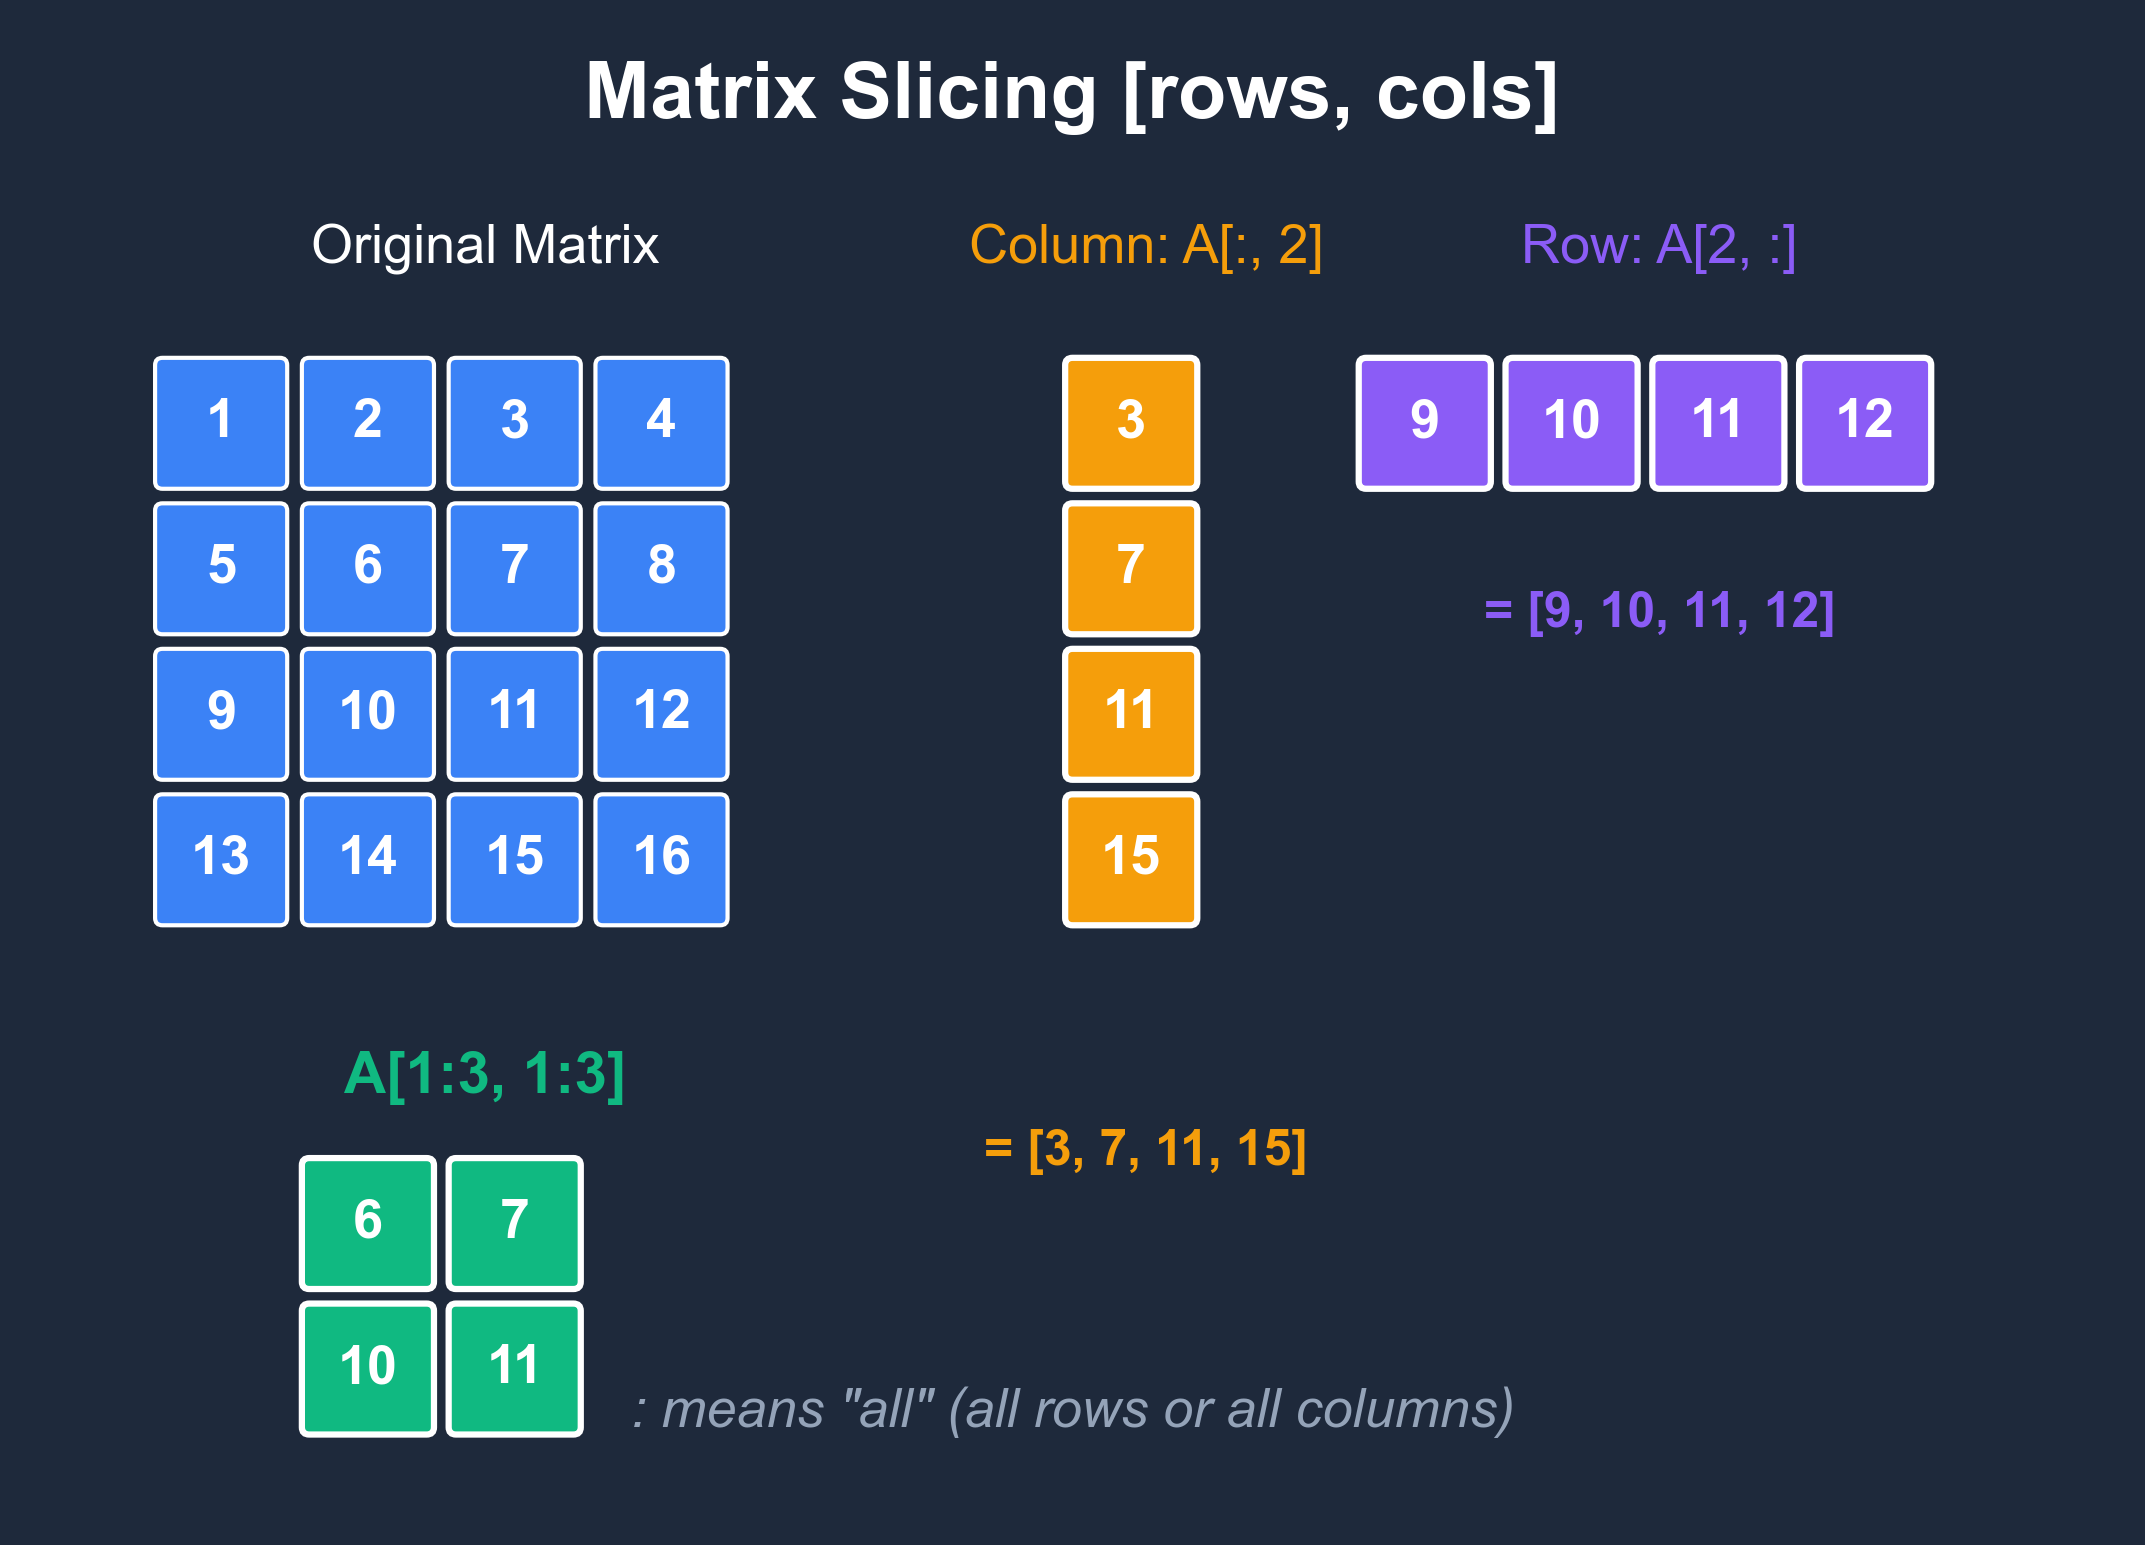 Matrix Slicing [rows, cols]
Original Matrix
1 2 3 4
5 6 7 8
9 10 11 12
13 14 15 16
Column: A[:, 2]
3
7
11
15
= [3, 7, 11, 15]
Row: A[2, :]
9 10 11 12
= [9, 10, 11, 12]
A[1:3, 1:3]
6 7
10 11
: means "all" (all rows or all columns)